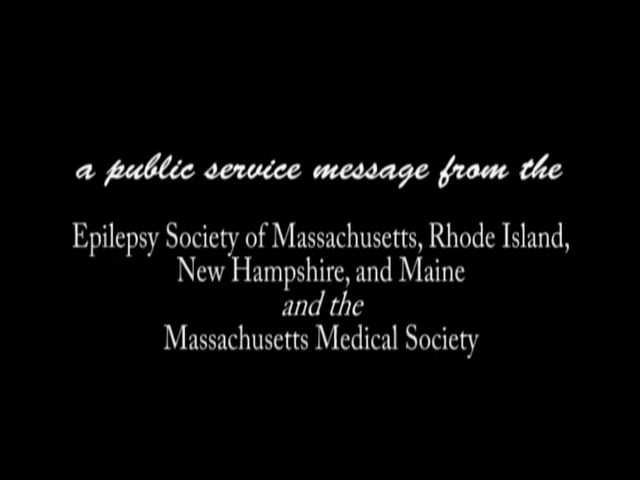 a public service message from the
Epilepsy Society of Massachusetts, Rhode Island,
New Hampshire, and Maine
and the
Massachusetts Medical Society